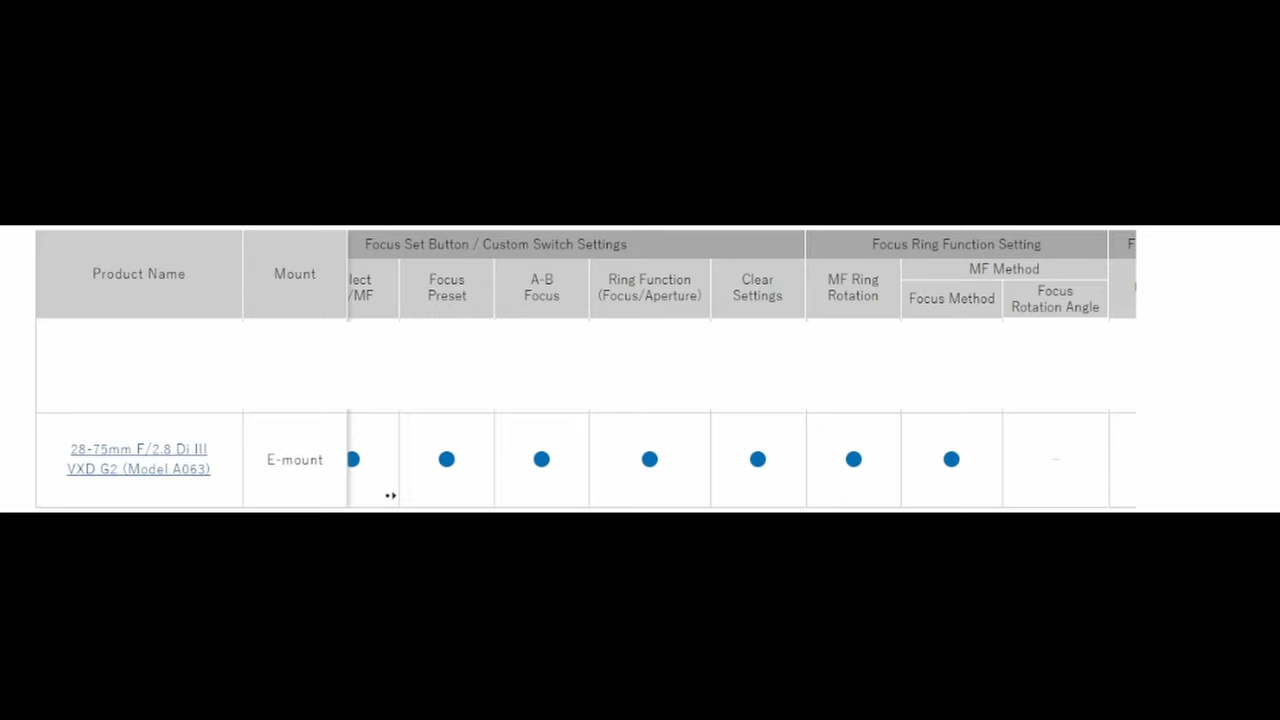 Product Name
Mount
Focus Set Button / Custom Switch Settings
Focus Ring Function Setting
F
lect
/MF
Focus
Preset
A-B
Focus
Ring Function
(Focus/Aperture)
Clear
Settings
MF Ring
Rotation
MF Method
Focus Method
Focus
Rotation Angle
28-75mm F/2.8 Di III
VXD G2 (Model A063)
E-mount
–